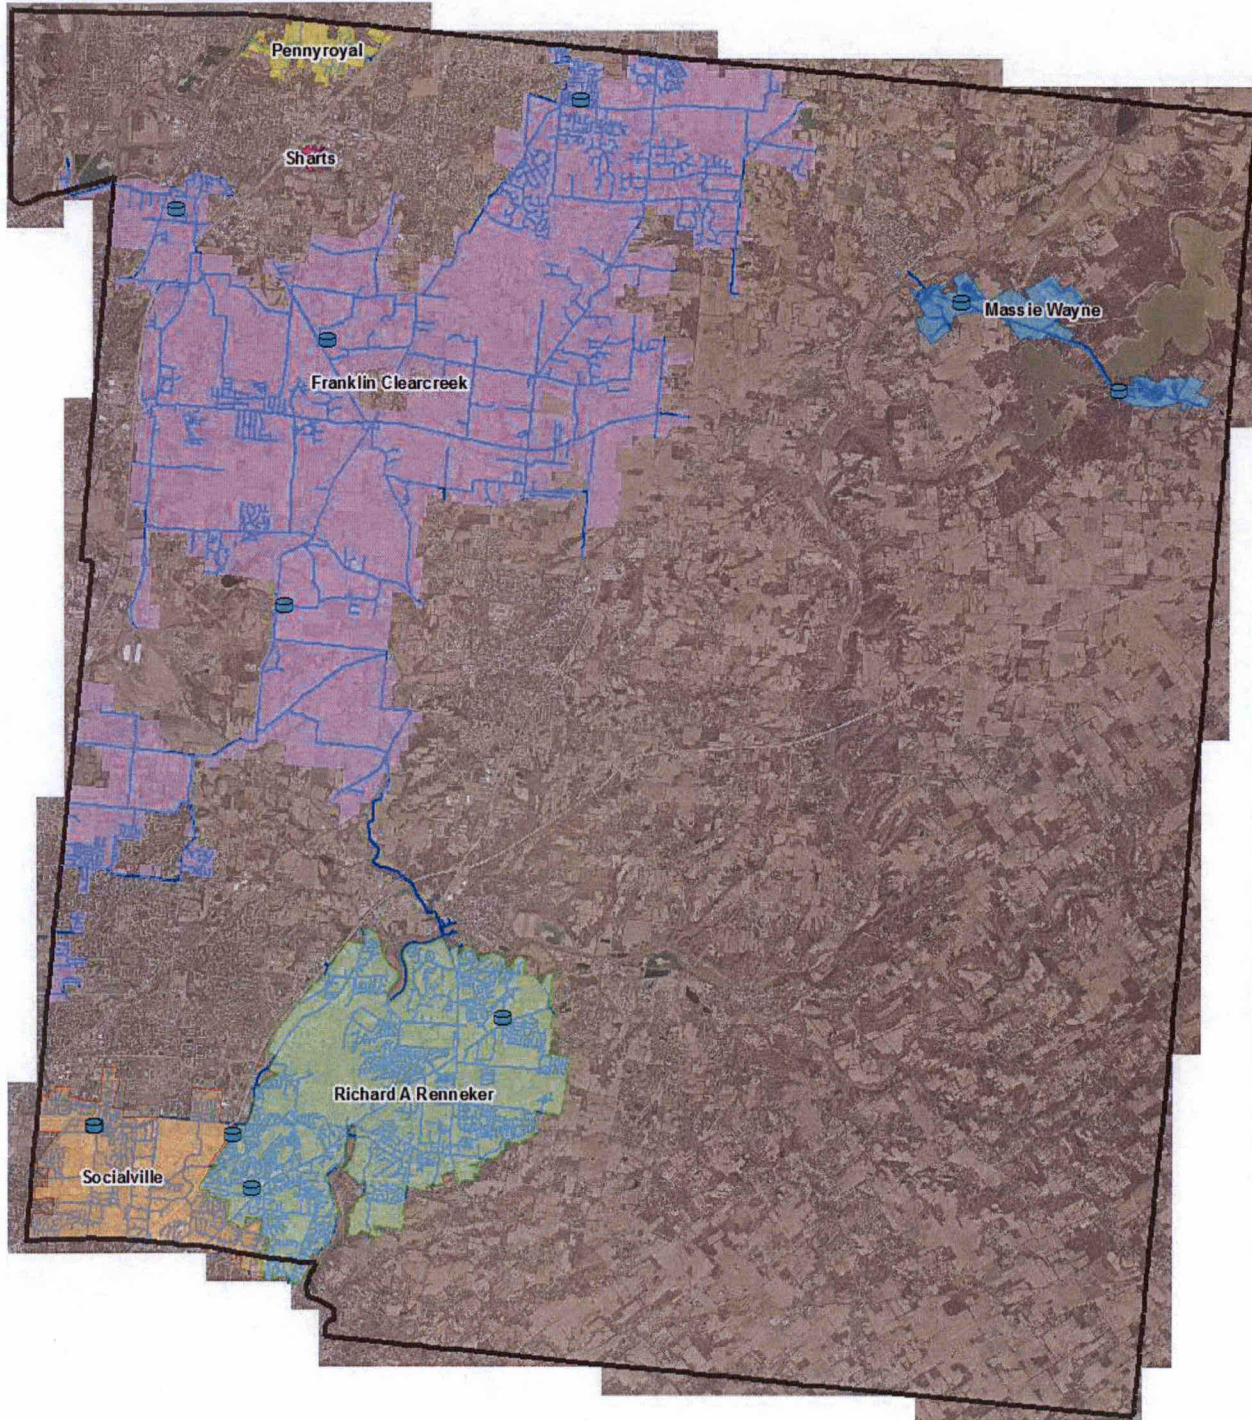 Pennyroyal
Sharts
Massie Wayne
Franklin Clearcreek
Richard A Renneker
Socialville